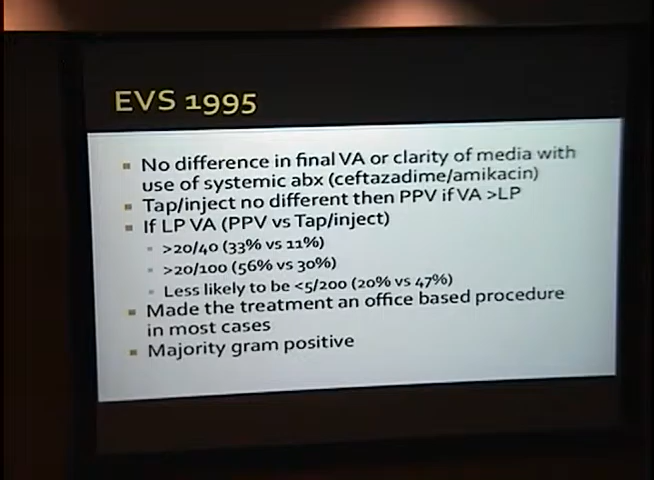 EVS 1995
No difference in final VA or clarity of media with
use of systemic abx (ceftazadime/amikacin)
Tap/inject no different then PPV if VA >LP
If LP VA (PPV vs Tap/inject)
>20/40 (33% vs 11%)
>20/100 (56% vs 30%)
Less likely to be <5/200 (20% vs 47%)
Made the treatment an office based procedure
in most cases
Majority gram positive